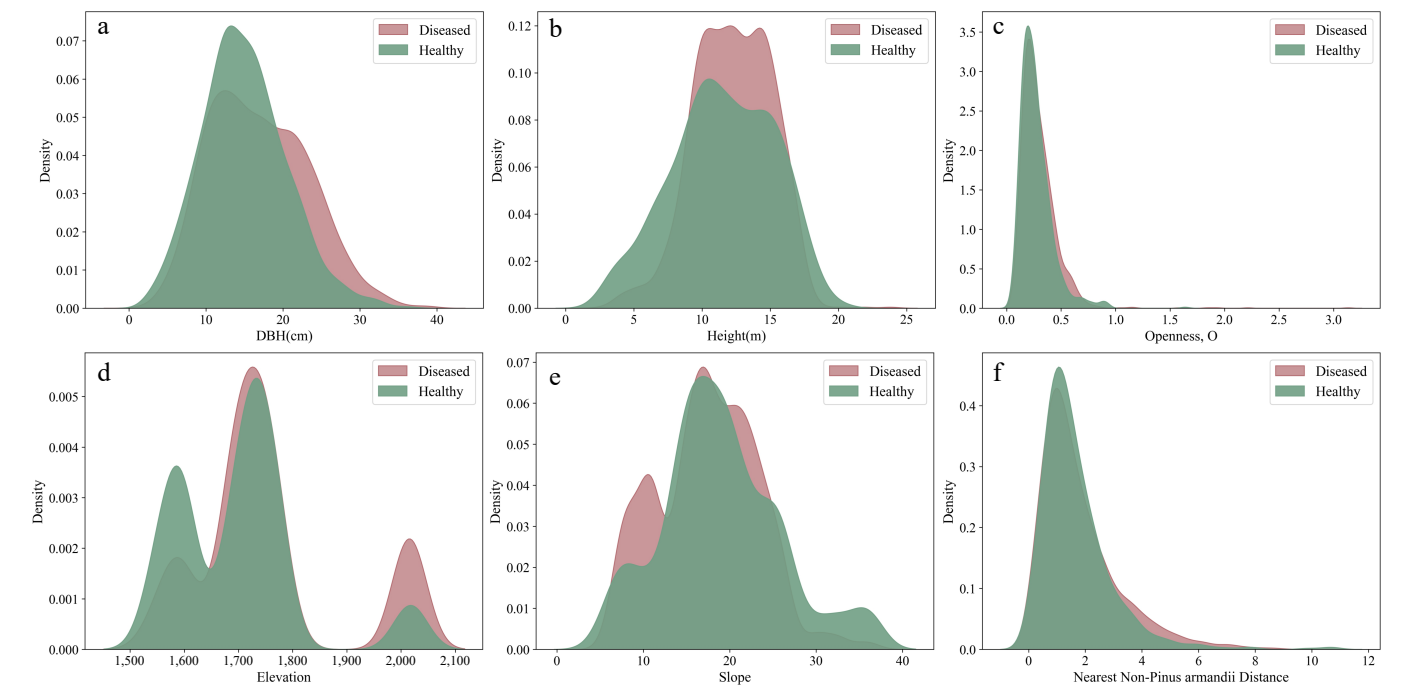 a
Diseased
Healthy
Density
0.07
0.06
0.05
0.04
0.03
0.02
0.01
0.00
0 10 20 30 40
DBH(cm)
b
Diseased
Healthy
Density
0.12
0.10
0.08
0.06
0.04
0.02
0.00
0 5 10 15 20 25
Height(m)
c
Diseased
Healthy
Density
3.5
3.0
2.5
2.0
1.5
1.0
0.5
0.0
0.0 0.5 1.0 1.5 2.0 2.5 3.0
Openness, O
d
Diseased
Healthy
Density
0.005
0.004
0.003
0.002
0.001
0.000
1,500 1,600 1,700 1,800 1,900 2,000 2,100
Elevation
e
Diseased
Healthy
Density
0.07
0.06
0.05
0.04
0.03
0.02
0.01
0.00
0 10 20 30 40
Slope
f
Diseased
Healthy
Density
0.4
0.3
0.2
0.1
0.0
0 2 4 6 8 10 12
Nearest Non-Pinus armandii Distance